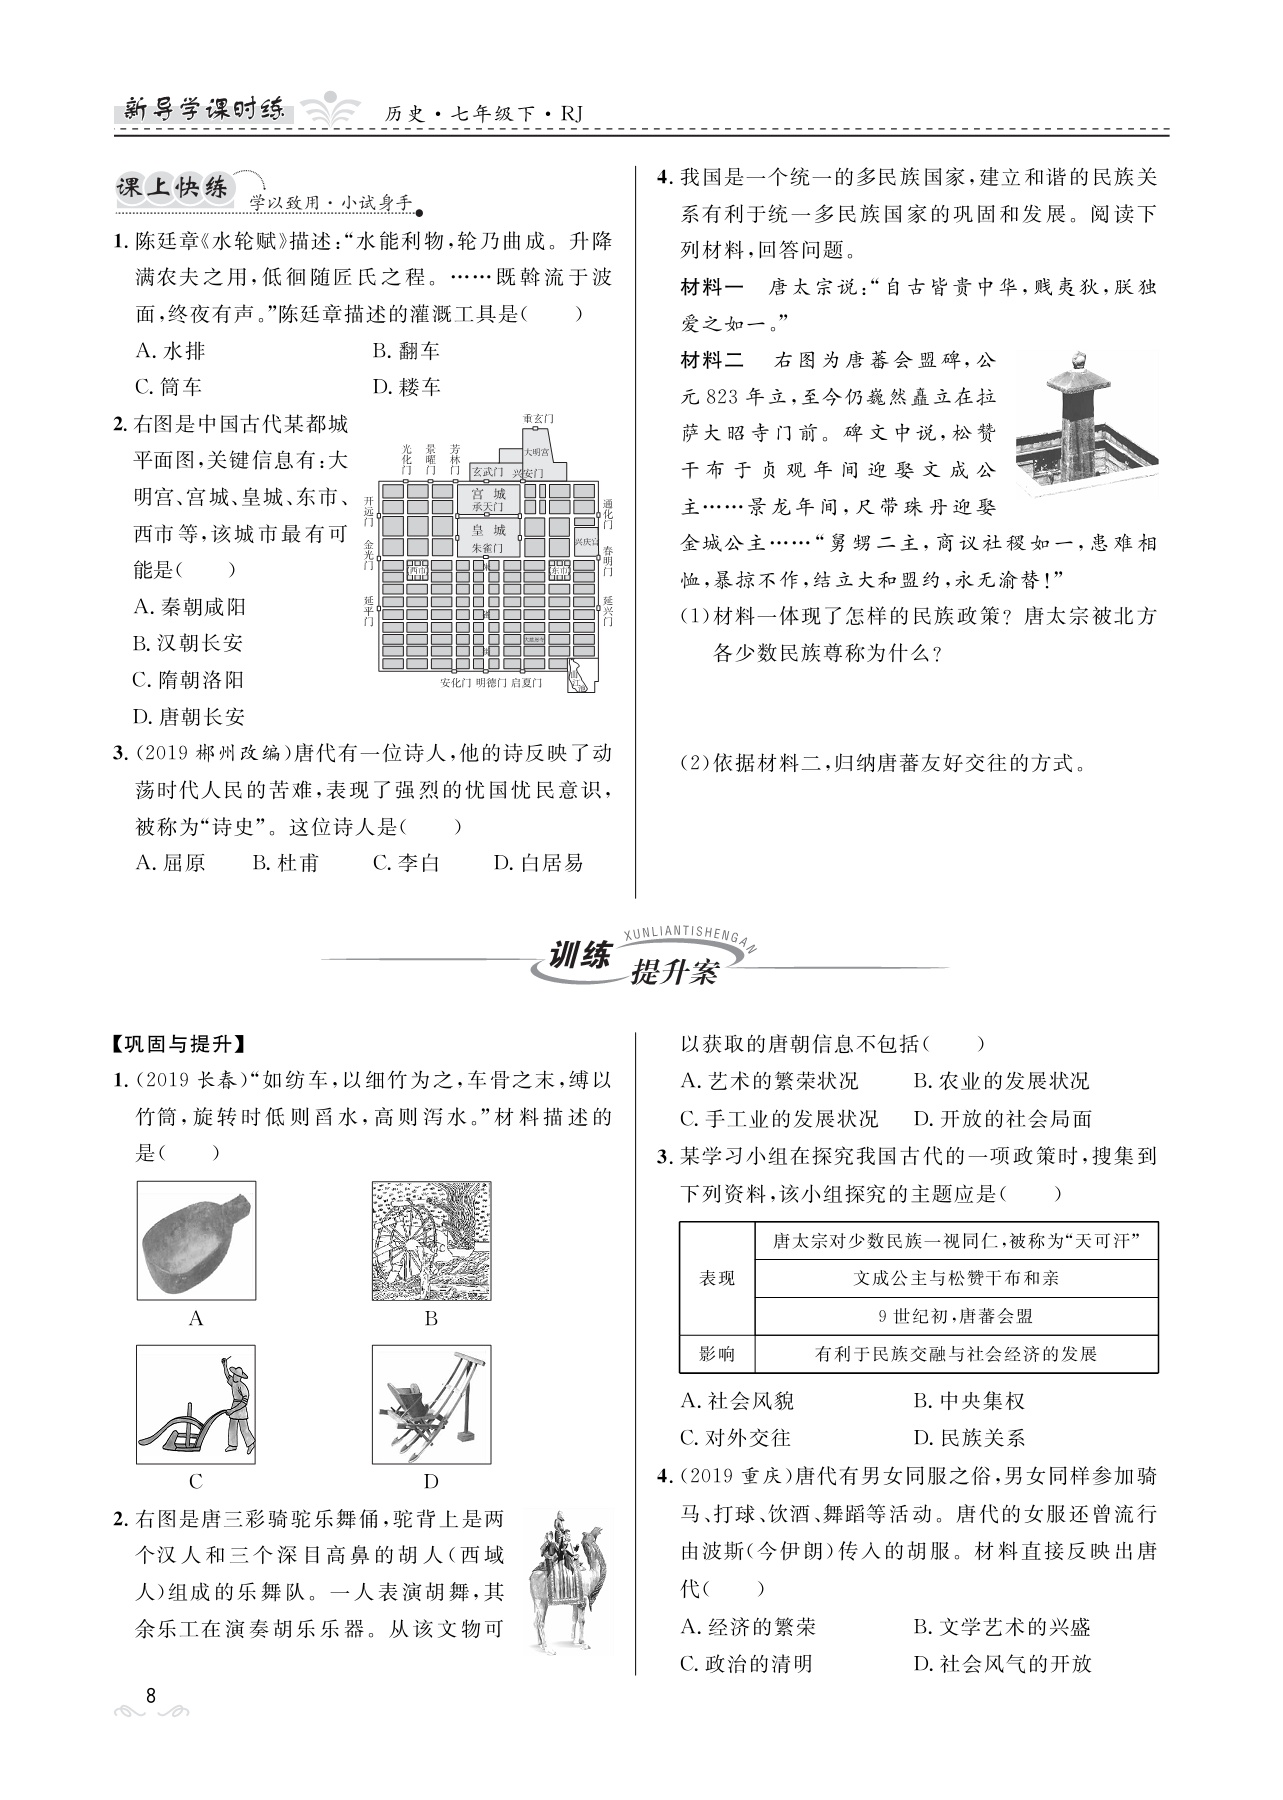 新导学课时练 历史·七年级下·RJ
课上快练 学以致用·小试身手
1. 陈廷章《水轮赋》描述:“水能利物,轮乃曲成。升降
满农夫之用,低徊随匠氏之程。……既斡流于波
面,终夜有声。”陈廷章描述的灌溉工具是(  )
A. 水排 B. 翻车
C. 筒车 D. 耧车
2. 右图是中国古代某都城
平面图,关键信息有:大
明宫、宫城、皇城、东市、
西市等,该城市最有可
能是(  )
A. 秦朝咸阳
B. 汉朝长安
C. 隋朝洛阳
D. 唐朝长安
重玄门
光化门 景曜门 芳林门 大明宫
玄武门 兴安门
宫城
承天门
开远门 通化门
皇城
朱雀门
兴庆宫
金光门 春明门
西市 东市
延平门 延兴门
安化门 明德门 启夏门
3. (2019 郴州改编)唐代有一位诗人,他的诗反映了动
荡时代人民的苦难,表现了强烈的忧国忧民意识,
被称为“诗史”。这位诗人是(  )
A. 屈原 B. 杜甫 C. 李白 D. 白居易
4. 我国是一个统一的多民族国家,建立和谐的民族关
系有利于统一多民族国家的巩固和发展。阅读下
列材料,回答问题。
材料一 唐太宗说:“自古皆贵中华,贱夷狄,朕独
爱之如一。”
材料二 右图为唐蕃会盟碑,公
元 823 年立,至今仍巍然矗立在拉
萨大昭寺门前。碑文中说,松赞
干布于贞观年间迎娶文成公
主……景龙年间,尺带珠丹迎娶
金城公主……“舅甥二主,商议社稷如一,患难相
恤,暴掠不作,结立大和盟约,永无渝替!”
(1)材料一体现了怎样的民族政策?唐太宗被北方
各少数民族尊称为什么?
(2)依据材料二,归纳唐蕃友好交往的方式。
训练 提升案 XUNLIANTISHENGAN
【巩固与提升】
1. (2019 长春)“如纺车,以细竹为之,车骨之末,缚以
竹筒,旋转时低则舀水,高则泻水。”材料描述的
是(  )
A B
C D
2. 右图是唐三彩骑驼乐舞俑,驼背上是两
个汉人和三个深目高鼻的胡人(西域
人)组成的乐舞队。一人表演胡舞,其
余乐工在演奏胡乐乐器。从该文物可
以获取的唐朝信息不包括(  )
A. 艺术的繁荣状况 B. 农业的发展状况
C. 手工业的发展状况 D. 开放的社会局面
3. 某学习小组在探究我国古代的一项政策时,搜集到
下列资料,该小组探究的主题应是(  )
表现
唐太宗对少数民族一视同仁,被称为“天可汗”
文成公主与松赞干布和亲
9 世纪初,唐蕃会盟
影响 有利于民族交融与社会经济的发展
A. 社会风貌 B. 中央集权
C. 对外交往 D. 民族关系
4. (2019 重庆)唐代有男女同服之俗,男女同样参加骑
马、打球、饮酒、舞蹈等活动。唐代的女服还曾流行
由波斯(今伊朗)传入的胡服。材料直接反映出唐
代(  )
A. 经济的繁荣 B. 文学艺术的兴盛
C. 政治的清明 D. 社会风气的开放
8